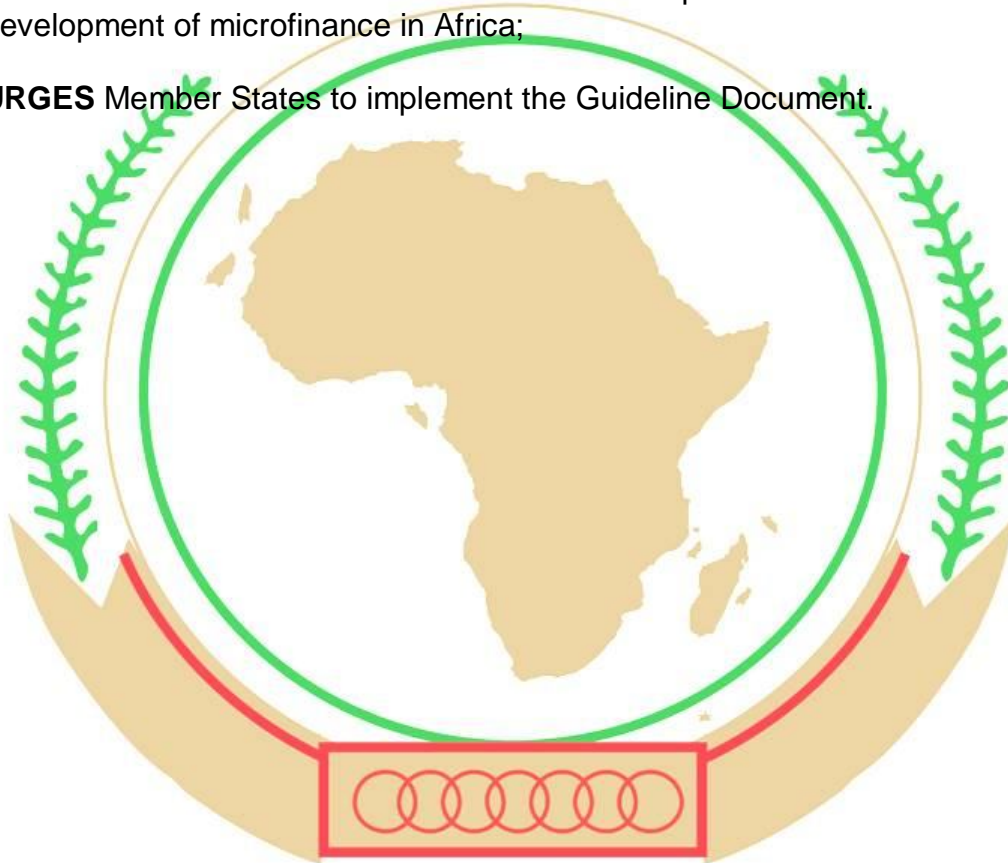 evelopment of microfinance in Africa;
URGES Member States to implement the Guideline Document.